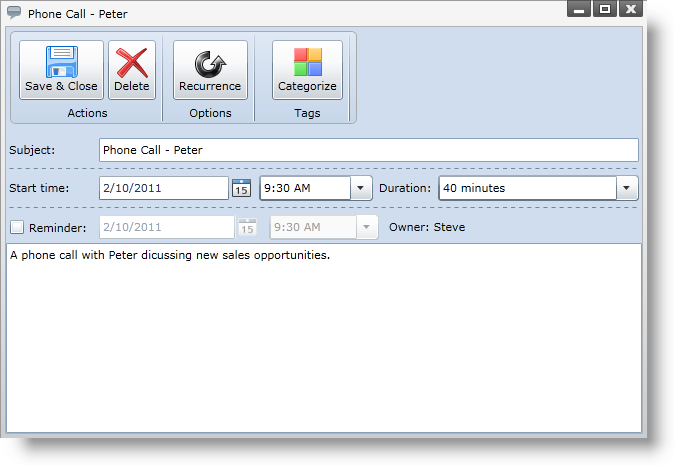 Phone Call - Peter
Save & Close Delete Recurrence Categorize
Actions Options Tags
Subject: Phone Call - Peter
Start time: 2/10/2011 15 9:30 AM Duration: 40 minutes
Reminder: 2/10/2011 15 9:30 AM Owner: Steve
A phone call with Peter dicussing new sales opportunities.